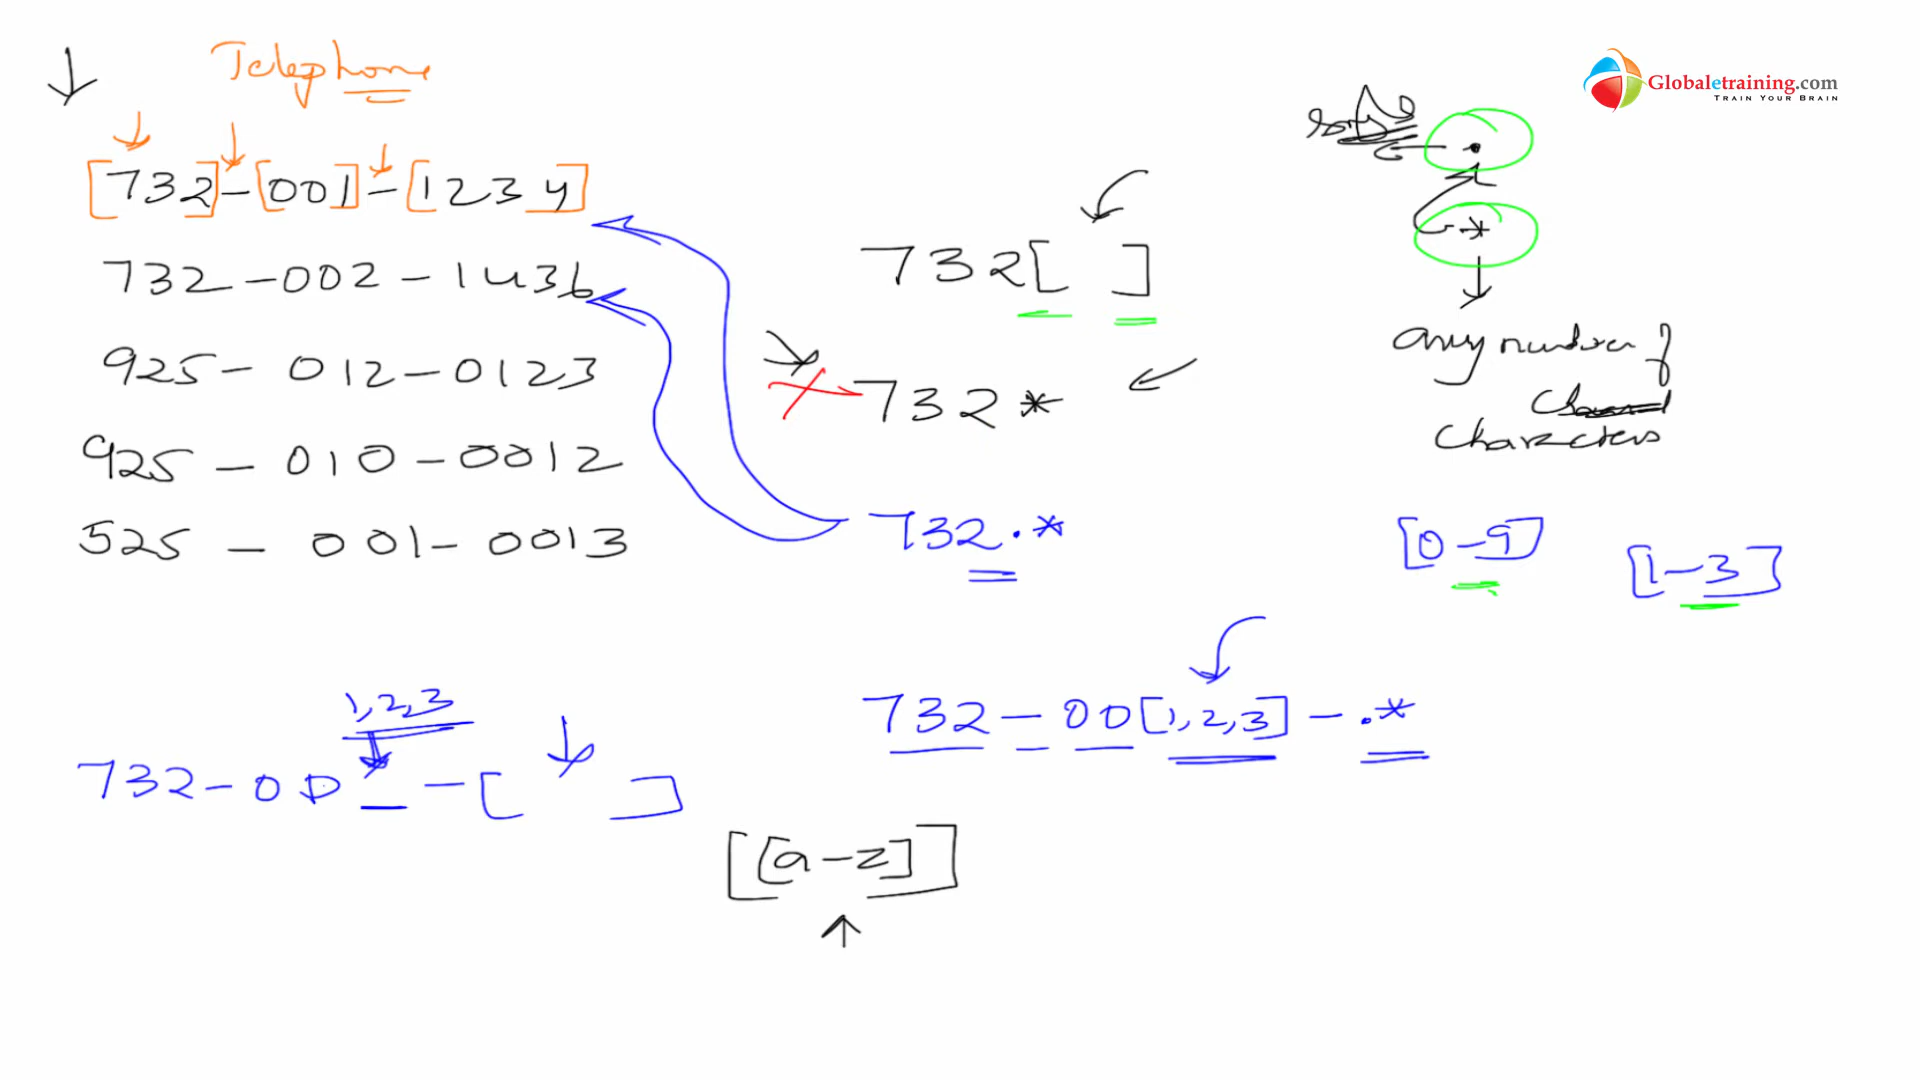 Telephone
[732]-[001]-[1234]
732-002-1436
925-012-0123
925-010-0012
525-001-0013
732[ ]
732*
732.*
.
*
any number of
characters
[0-9]
[1-3]
1,2,3
732-00_-[ ]
732-00[1,2,3]-.*
[[a-z]]
Globaletraining.com
TRAIN YOUR BRAIN